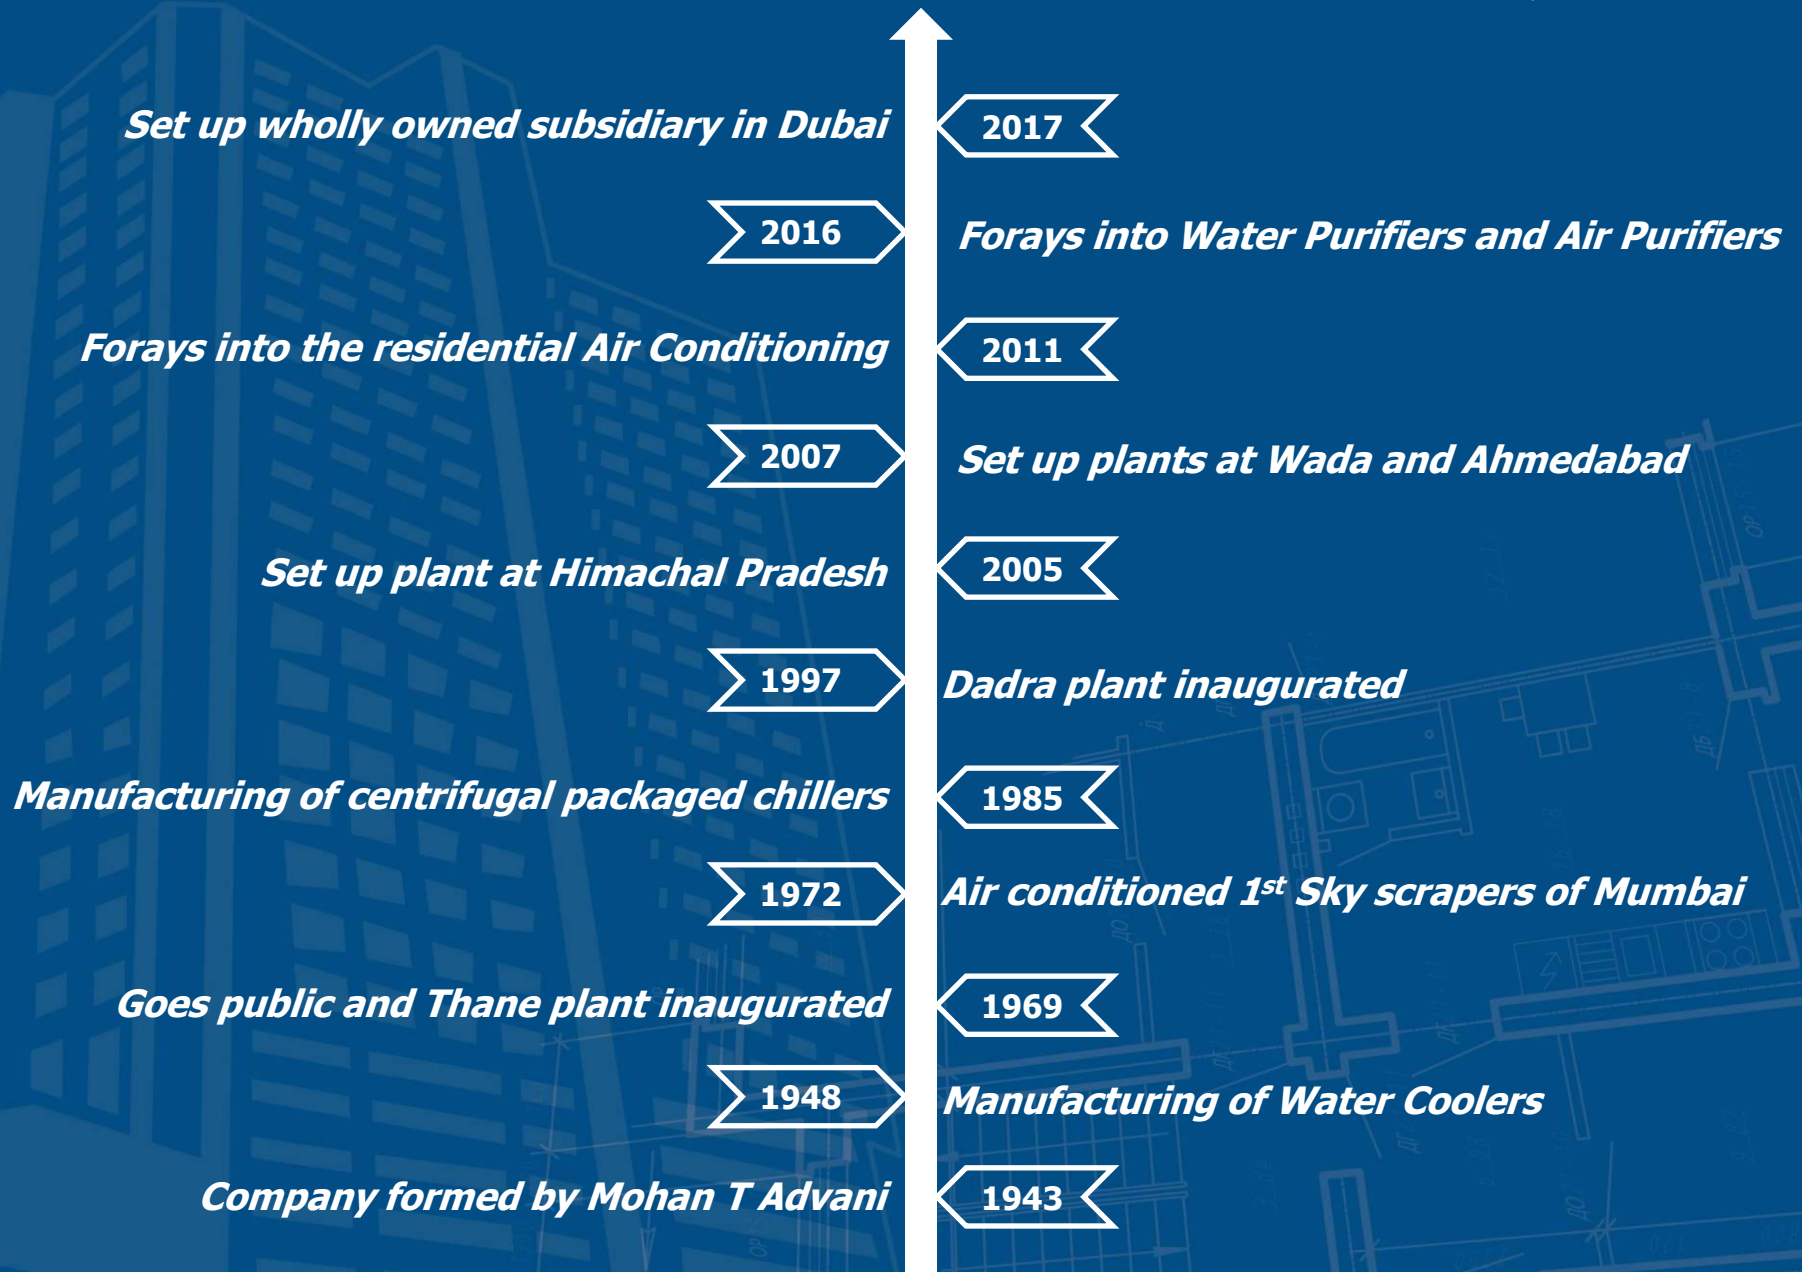 Set up wholly owned subsidiary in Dubai
2017
2016
Forays into Water Purifiers and Air Purifiers
Forays into the residential Air Conditioning
2011
2007
Set up plants at Wada and Ahmedabad
Set up plant at Himachal Pradesh
2005
1997
Dadra plant inaugurated
Manufacturing of centrifugal packaged chillers
1985
1972
Air conditioned 1st Sky scrapers of Mumbai
Goes public and Thane plant inaugurated
1969
1948
Manufacturing of Water Coolers
Company formed by Mohan T Advani
1943